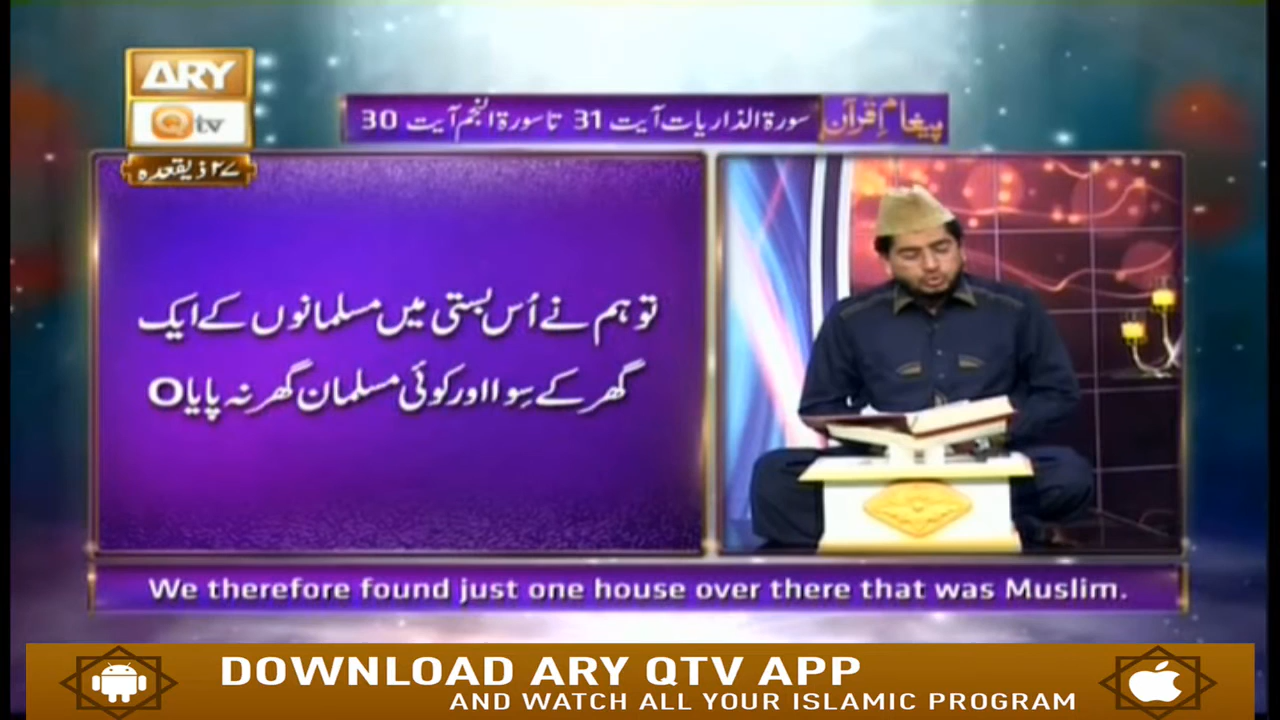 ARY
Qtv
۲۷ ذیقعدہ
پیغامِ قرآن سورۃ الذاریات آیت 31 تا سورۃ النجم آیت 30
تو ہم نے اُس بستی میں مسلمانوں کے ایک
گھر کے سِوا اور کوئی مسلمان گھر نہ پایاO
We therefore found just one house over there that was Muslim.
DOWNLOAD ARY QTV APP
AND WATCH ALL YOUR ISLAMIC PROGRAM